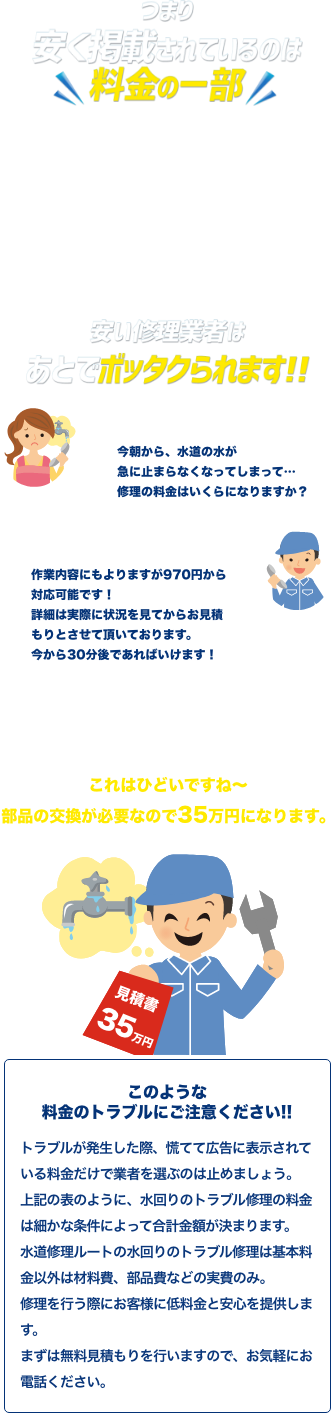 つまり
安く掲載されているのは
料金の一部
安い修理業者は
あとでボッタクられます!!
今朝から、水道の水が
急に止まらなくなってしまって…
修理の料金はいくらになりますか？
作業内容にもよりますが970円から
対応可能です！
詳細は実際に状況を見てからお見積
もりとさせて頂いております。
今から30分後であればいけます！
これはひどいですね〜
部品の交換が必要なので35万円になります。
見積書
35万円
このような
料金のトラブルにご注意ください!!
トラブルが発生した際、慌てて広告に表示されて
いる料金だけで業者を選ぶのは止めましょう。
上記の表のように、水回りのトラブル修理の料金
は細かな条件によって合計金額が決まります。
水道修理ルートの水回りのトラブル修理は基本料
金以外は材料費、部品費などの実費のみ。
修理を行う際にお客様に低料金と安心を提供しま
す。
まずは無料見積もりを行いますので、お気軽にお
電話ください。